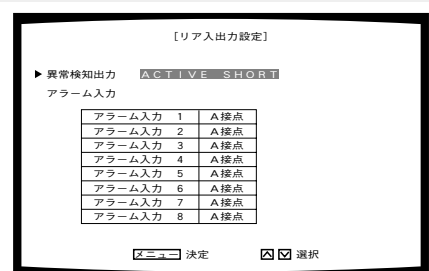 [リア入出力設定]
▶ 異常検知出力 ACTIVE SHORT
アラーム入力
アラーム入力 1 A接点
アラーム入力 2 A接点
アラーム入力 3 A接点
アラーム入力 4 A接点
アラーム入力 5 A接点
アラーム入力 6 A接点
アラーム入力 7 A接点
アラーム入力 8 A接点
メニュー 決定 选択